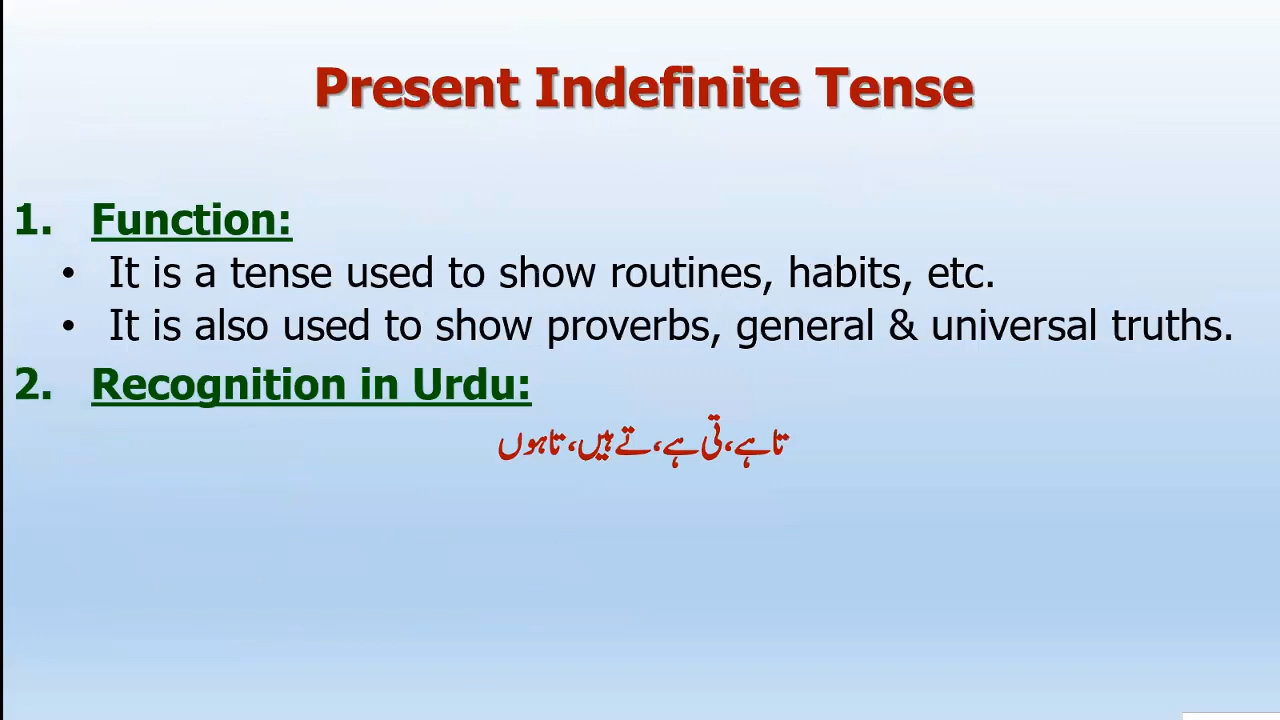 Present Indefinite Tense
1. Function:
• It is a tense used to show routines, habits, etc.
• It is also used to show proverbs, general & universal truths.
2. Recognition in Urdu:
تا ہے، تی ہے، تے ہیں، تا ہوں